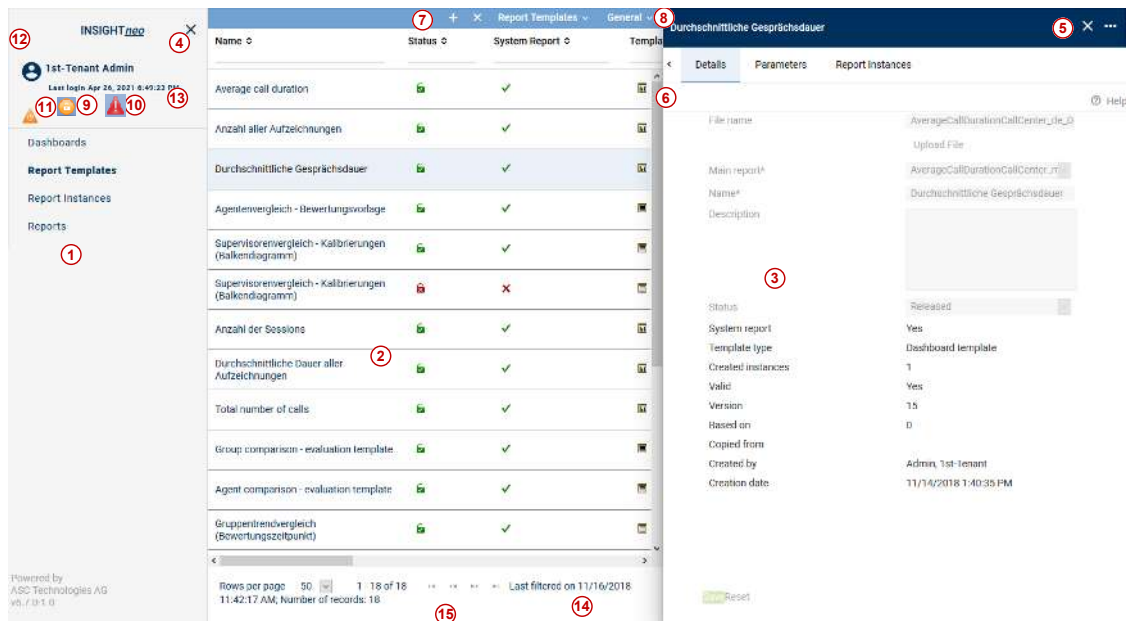 INSIGHTneo
12
4
1st-Tenant Admin
Last login Apr 26, 2021 6:49:23 PM
13
11
9
10
Dashboards
Report Templates
Report Instances
Reports
1
Powered by
ASC Technologies AG
v6.7.0-1.0
7
Report Templates
General
8
Name
Status
System Report
Templa
Average call duration
Anzahl aller Aufzeichnungen
Durchschnittliche Gesprächsdauer
Agentenvergleich - Bewertungsvorlage
Supervisorenvergleich - Kalibrierungen
(Balkendiagramm)
Supervisorenvergleich - Kalibrierungen
(Balkendiagramm)
Anzahl der Sessions
2
Durchschnittliche Dauer aller
Aufzeichnungen
Total number of calls
Group comparison - evaluation template
Agent comparison - evaluation template
Gruppentrendvergleich
(Bewertungszeitpunkt)
Rows per page 50 1 18 of 18 Last filtered on 11/16/2018
11:42:17 AM; Number of records: 18
15
14
Durchschnittliche Gesprächsdauer
5
Details Parameters Report Instances
6
Help
File name AverageCallDurationCallCenter_de_D
Upload File
Main report* AverageCallDurationCallCenter_m
Name* Durchschnittliche Gesprächsdauer
Description
3
Status Released
System report Yes
Template type Dashboard template
Created instances 1
Valid Yes
Version 15
Based on 0
Copied from
Created by Admin, 1st-Tenant
Creation date 11/14/2018 1:40:35 PM
Reset